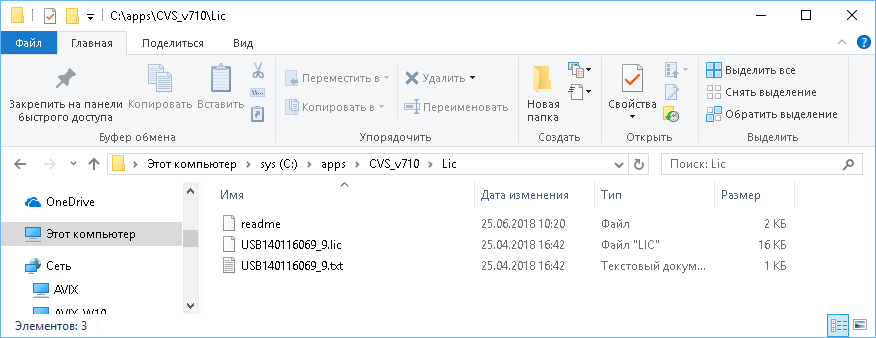 C:\apps\CVS_v710\Lic
Файл Главная Поделиться Вид
Закрепить на панели быстрого доступа
Копировать
Вставить
Буфер обмена
Переместить в
Копировать в
Удалить
Переименовать
Упорядочить
Новая папка
Создать
Свойства
Открыть
Выделить все
Снять выделение
Обратить выделение
Выделить
Этот компьютер sys (C:) apps CVS_v710 Lic
Поиск: Lic
OneDrive
Этот компьютер
Сеть
AVIX
AVIX-W10
Имя Дата изменения Тип Размер
readme 25.06.2018 10:20 Файл 2 КБ
USB140116069_9.lic 25.04.2018 16:42 Файл "LIC" 16 КБ
USB140116069_9.txt 25.04.2018 16:42 Текстовый докум... 1 КБ
Элементов: 3